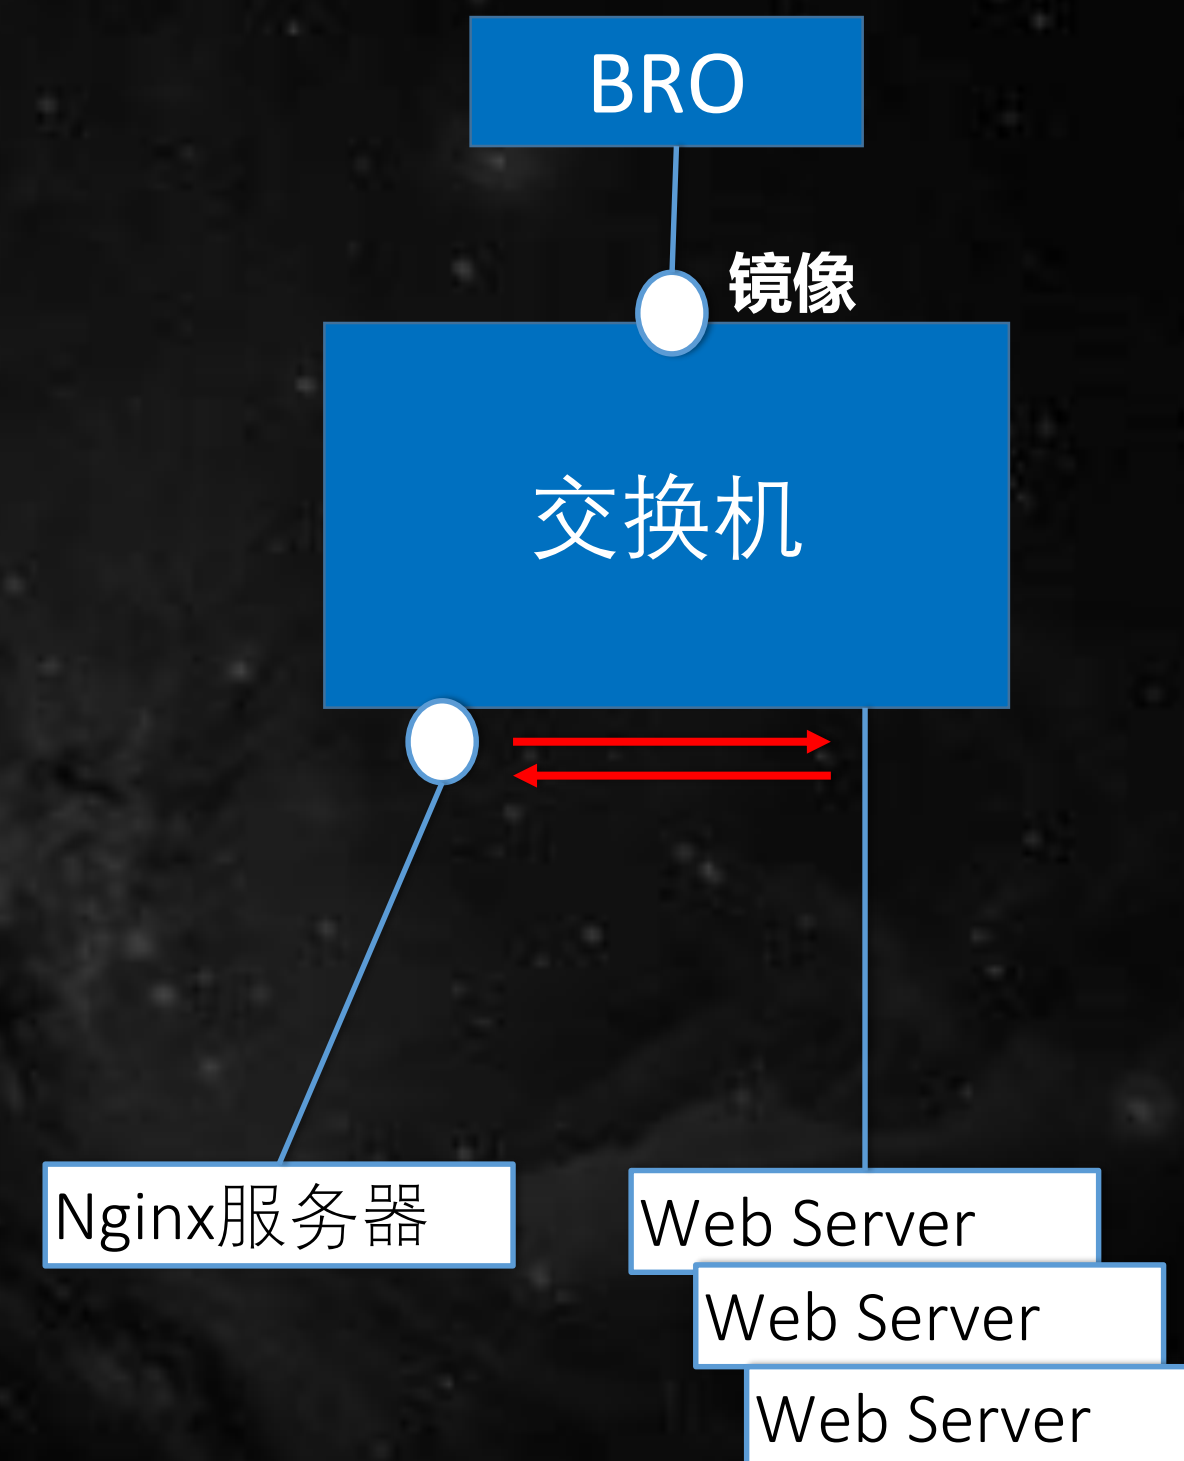 BRO
镜像
交换机
Nginx服务器
Web Server
Web Server
Web Server